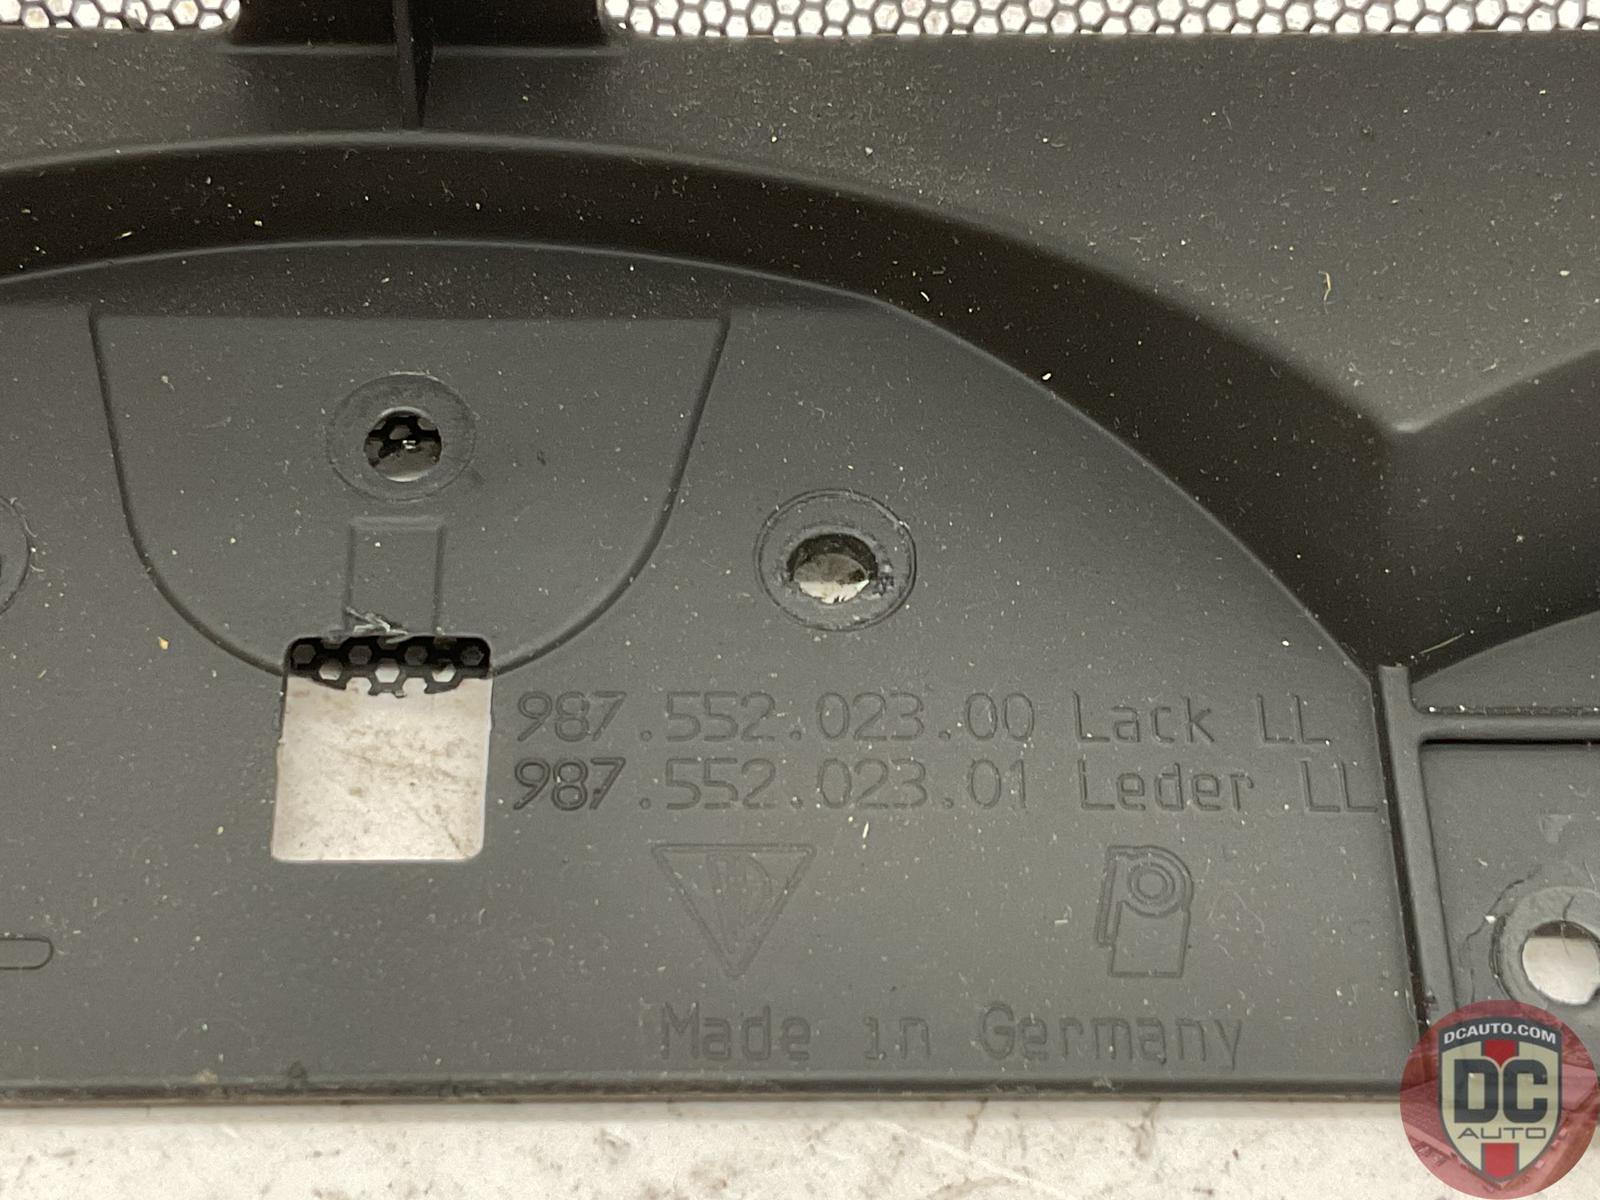 987.552.023.00 Lack LL
987.552.023.01 Leder LL
Made in Germany
DCAUTO.COM
DC
AUTO